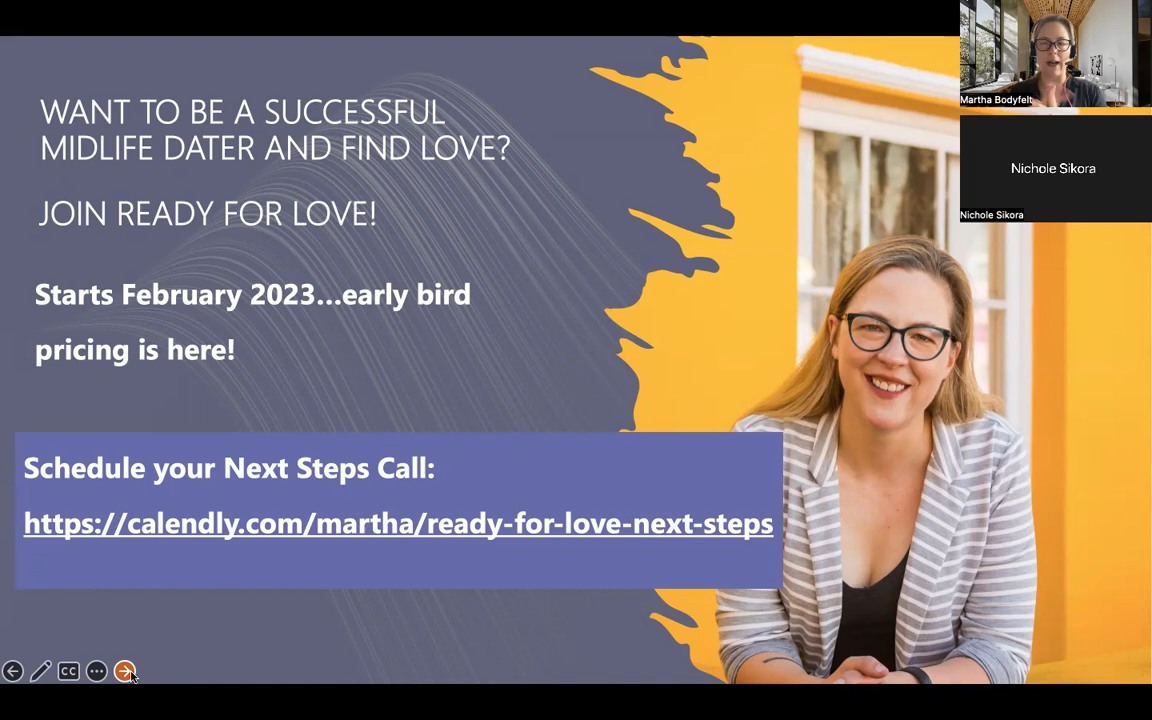 WANT TO BE A SUCCESSFUL
MIDLIFE DATER AND FIND LOVE?
JOIN READY FOR LOVE!
Starts February 2023...early bird
pricing is here!
Schedule your Next Steps Call:
https://calendly.com/martha/ready-for-love-next-steps
Martha Bodyfelt
Nichole Sikora
Nichole Sikora
CC